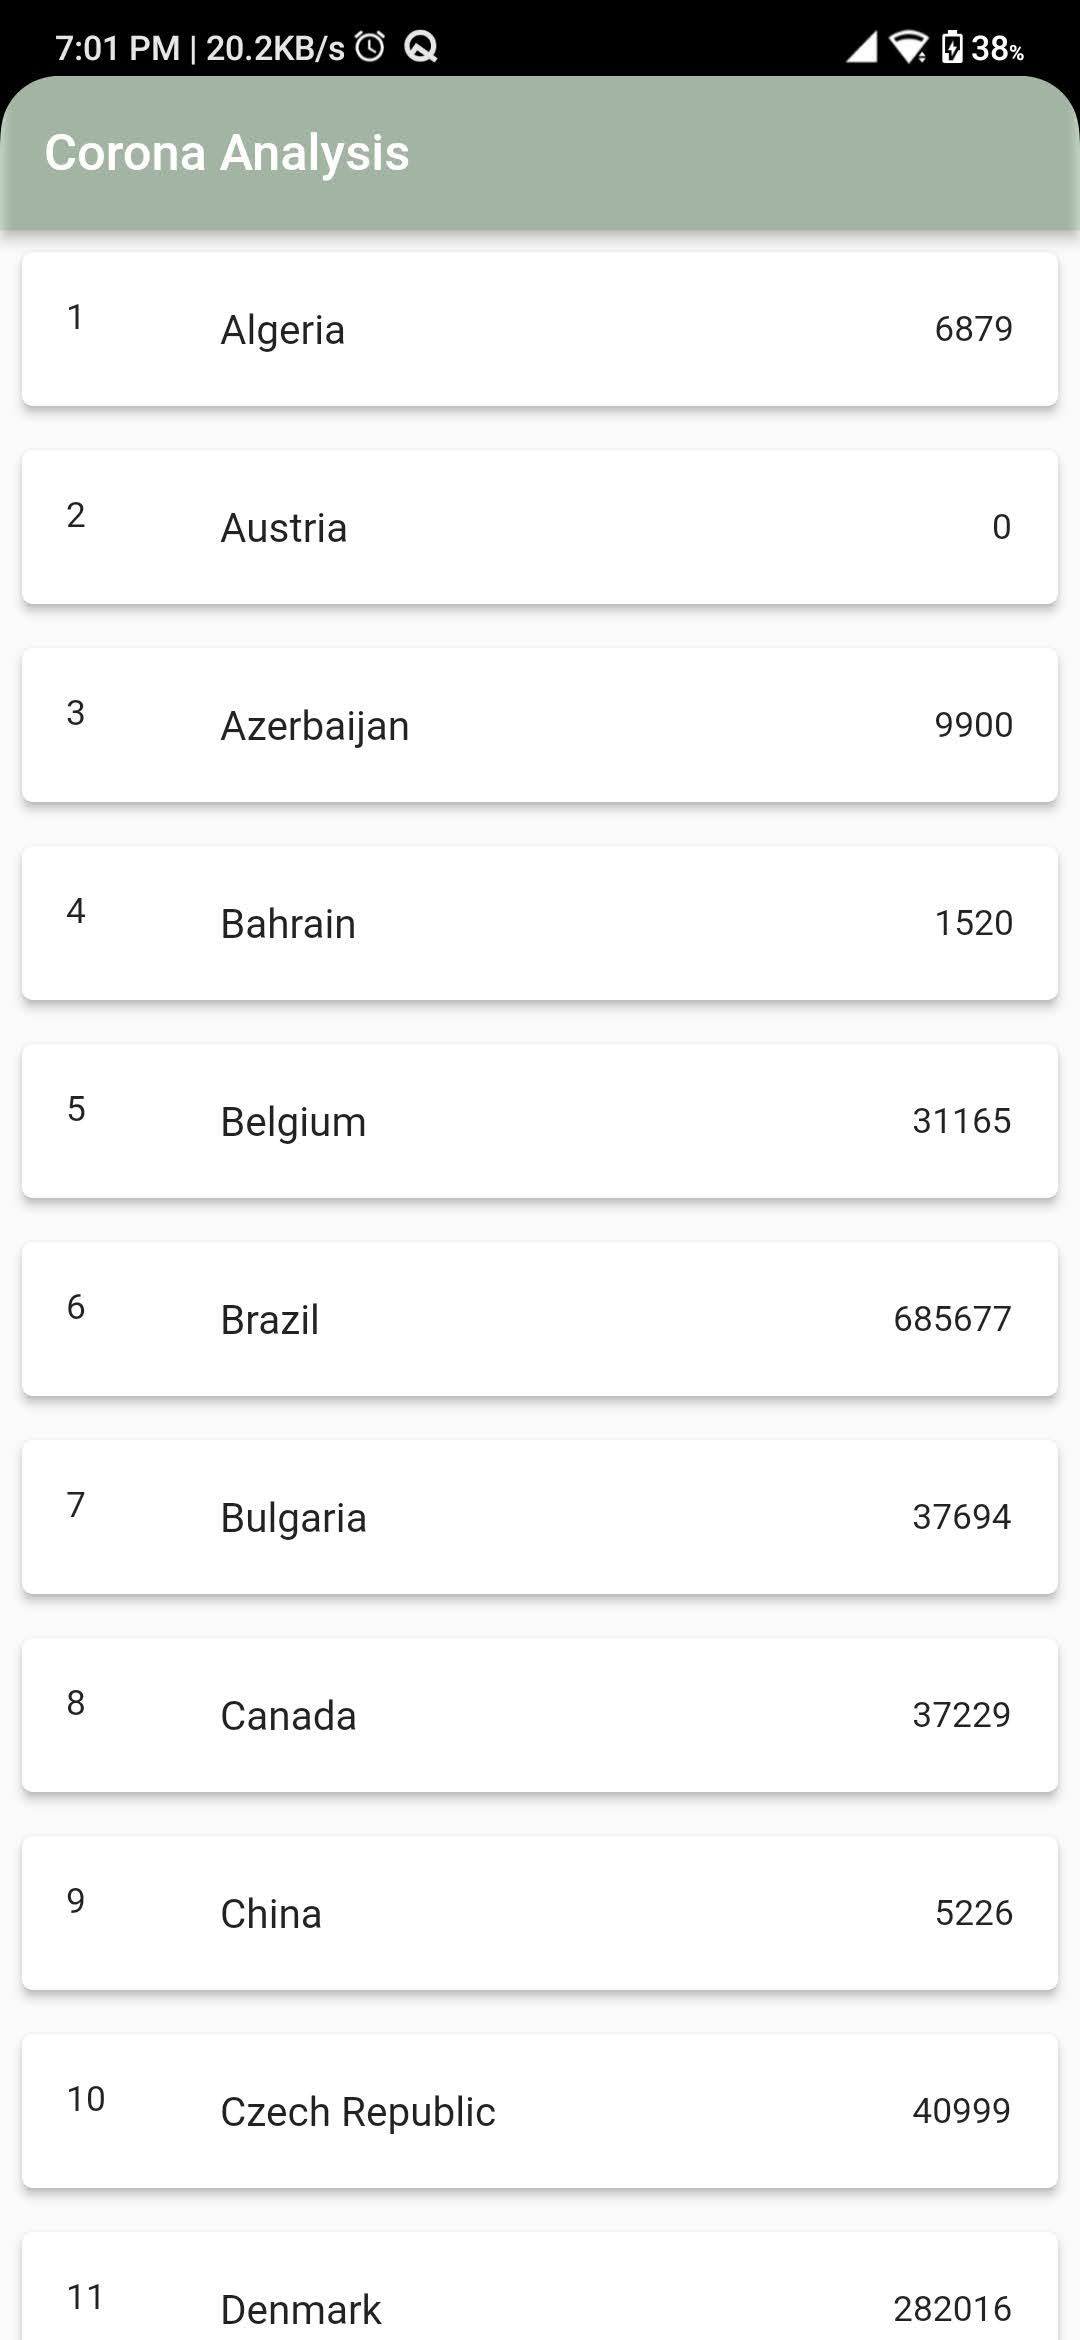 7:01 PM | 20.2KB/s 38%
Corona Analysis
1 Algeria 6879
2 Austria 0
3 Azerbaijan 9900
4 Bahrain 1520
5 Belgium 31165
6 Brazil 685677
7 Bulgaria 37694
8 Canada 37229
9 China 5226
10 Czech Republic 40999
11 Denmark 282016